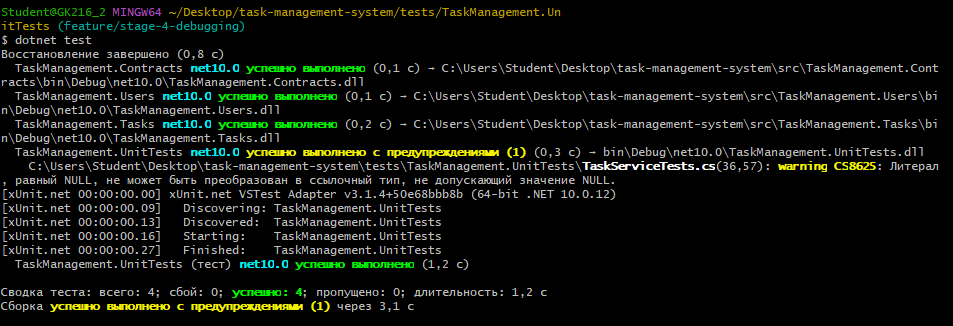 Student@GK216_2 MINGW64 ~/Desktop/task-management-system/tests/TaskManagement.Un
itTests (feature/stage-4-debugging)
$ dotnet test
Восстановление завершено (0,8 с)
  TaskManagement.Contracts net10.0 успешно выполнено (0,1 с) → C:\Users\Student\Desktop\task-management-system\src\TaskManagement.Cont
racts\bin\Debug\net10.0\TaskManagement.Contracts.dll
  TaskManagement.Users net10.0 успешно выполнено (0,1 с) → C:\Users\Student\Desktop\task-management-system\src\TaskManagement.Users\bi
n\Debug\net10.0\TaskManagement.Users.dll
  TaskManagement.Tasks net10.0 успешно выполнено (0,2 с) → C:\Users\Student\Desktop\task-management-system\src\TaskManagement.Tasks\bi
n\Debug\net10.0\TaskManagement.Tasks.dll
  TaskManagement.UnitTests net10.0 успешно выполнено с предупреждениями (1) (0,3 с) → bin\Debug\net10.0\TaskManagement.UnitTests.dll
    C:\Users\Student\Desktop\task-management-system\tests\TaskManagement.UnitTests\TaskServiceTests.cs(36,57): warning CS8625: Литерал
, равный NULL, не может быть преобразован в ссылочный тип, не допускающий значение NULL.
[xUnit.net 00:00:00.00] xUnit.net VSTest Adapter v3.1.4+50e68bbb8b (64-bit .NET 10.0.12)
[xUnit.net 00:00:00.09]   Discovering: TaskManagement.UnitTests
[xUnit.net 00:00:00.13]   Discovered:  TaskManagement.UnitTests
[xUnit.net 00:00:00.16]   Starting:    TaskManagement.UnitTests
[xUnit.net 00:00:00.27]   Finished:    TaskManagement.UnitTests
  TaskManagement.UnitTests (тест) net10.0 успешно выполнено (1,2 с)

Сводка теста: всего: 4; сбой: 0; успешно: 4; пропущено: 0; длительность: 1,2 с
Сборка успешно выполнено с предупреждениями (1) через 3,1 с